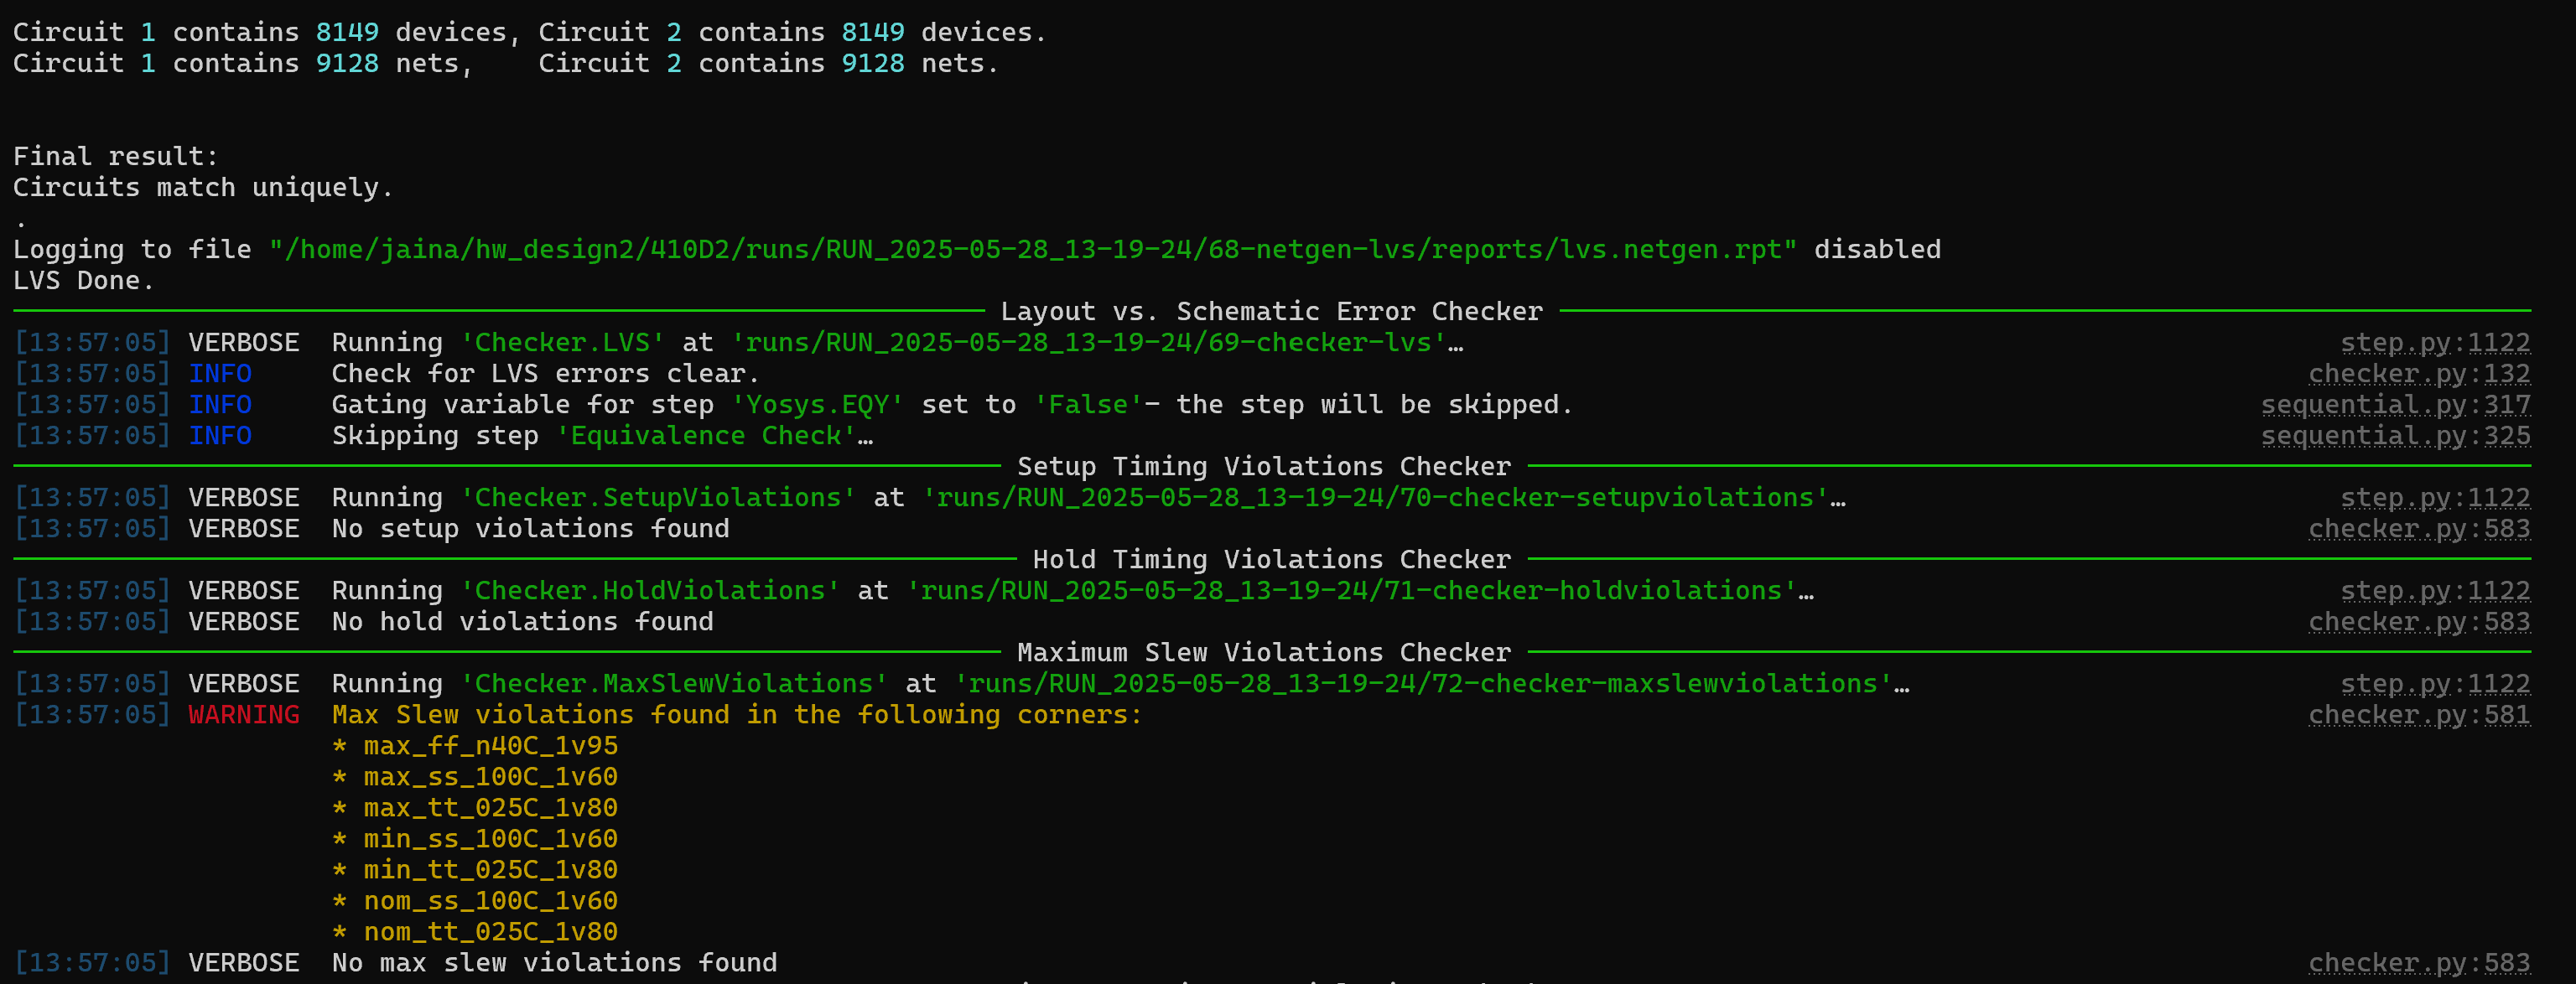 Circuit 1 contains 8149 devices, Circuit 2 contains 8149 devices.
Circuit 1 contains 9128 nets,    Circuit 2 contains 9128 nets.
Final result:
Circuits match uniquely.
.
Logging to file "/home/jaina/hw_design2/410D2/runs/RUN_2025-05-28_13-19-24/68-netgen-lvs/reports/lvs.netgen.rpt" disabled
LVS Done.
Layout vs. Schematic Error Checker
[13:57:05] VERBOSE  Running 'Checker.LVS' at 'runs/RUN_2025-05-28_13-19-24/69-checker-lvs'… step.py:1122
[13:57:05] INFO     Check for LVS errors clear. checker.py:132
[13:57:05] INFO     Gating variable for step 'Yosys.EQY' set to 'False'- the step will be skipped. sequential.py:317
[13:57:05] INFO     Skipping step 'Equivalence Check'… sequential.py:325
Setup Timing Violations Checker
[13:57:05] VERBOSE  Running 'Checker.SetupViolations' at 'runs/RUN_2025-05-28_13-19-24/70-checker-setupviolations'… step.py:1122
[13:57:05] VERBOSE  No setup violations found checker.py:583
Hold Timing Violations Checker
[13:57:05] VERBOSE  Running 'Checker.HoldViolations' at 'runs/RUN_2025-05-28_13-19-24/71-checker-holdviolations'… step.py:1122
[13:57:05] VERBOSE  No hold violations found checker.py:583
Maximum Slew Violations Checker
[13:57:05] VERBOSE  Running 'Checker.MaxSlewViolations' at 'runs/RUN_2025-05-28_13-19-24/72-checker-maxslewviolations'… step.py:1122
[13:57:05] WARNING  Max Slew violations found in the following corners: checker.py:581
* max_ff_n40C_1v95
* max_ss_100C_1v60
* max_tt_025C_1v80
* min_ss_100C_1v60
* min_tt_025C_1v80
* nom_ss_100C_1v60
* nom_tt_025C_1v80
[13:57:05] VERBOSE  No max slew violations found checker.py:583